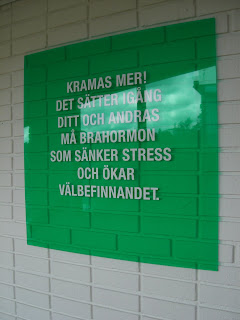 KRAMAS MER!
DET SÄTTER IGÅNG
DITT OCH ANDRAS
MÅ BRAHORMON
SOM SÄNKER STRESS
OCH ÖKAR
VÄLBEFINNANDET.